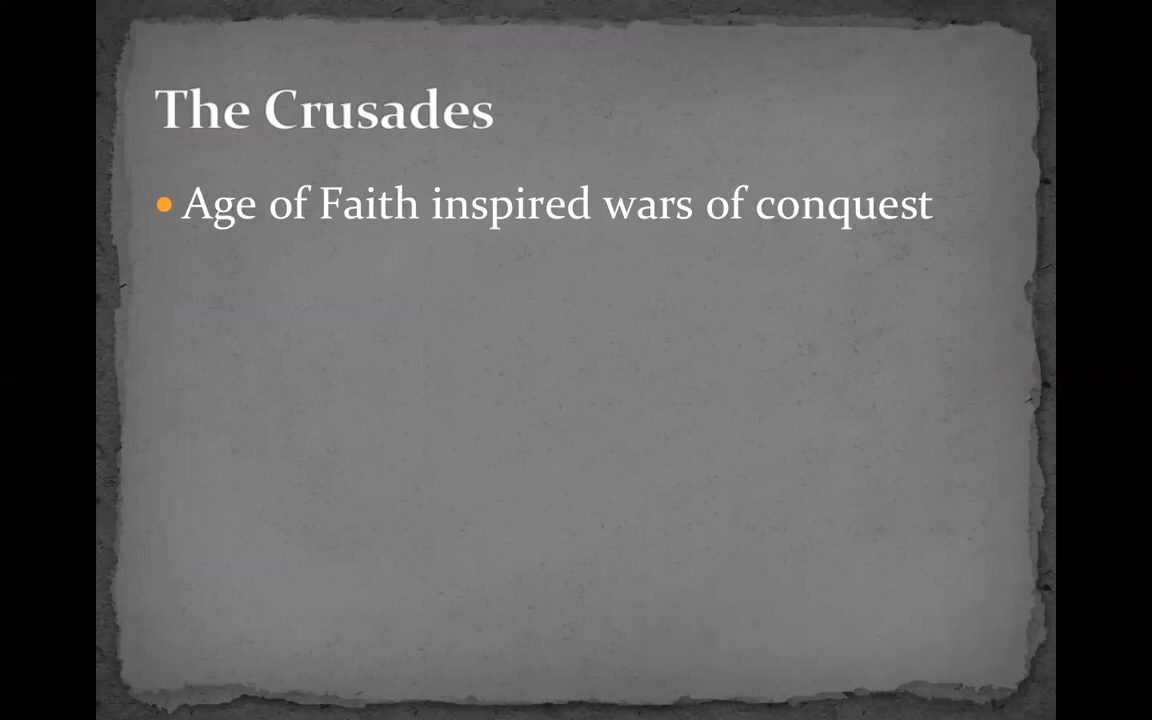 The Crusades
• Age of Faith inspired wars of conquest